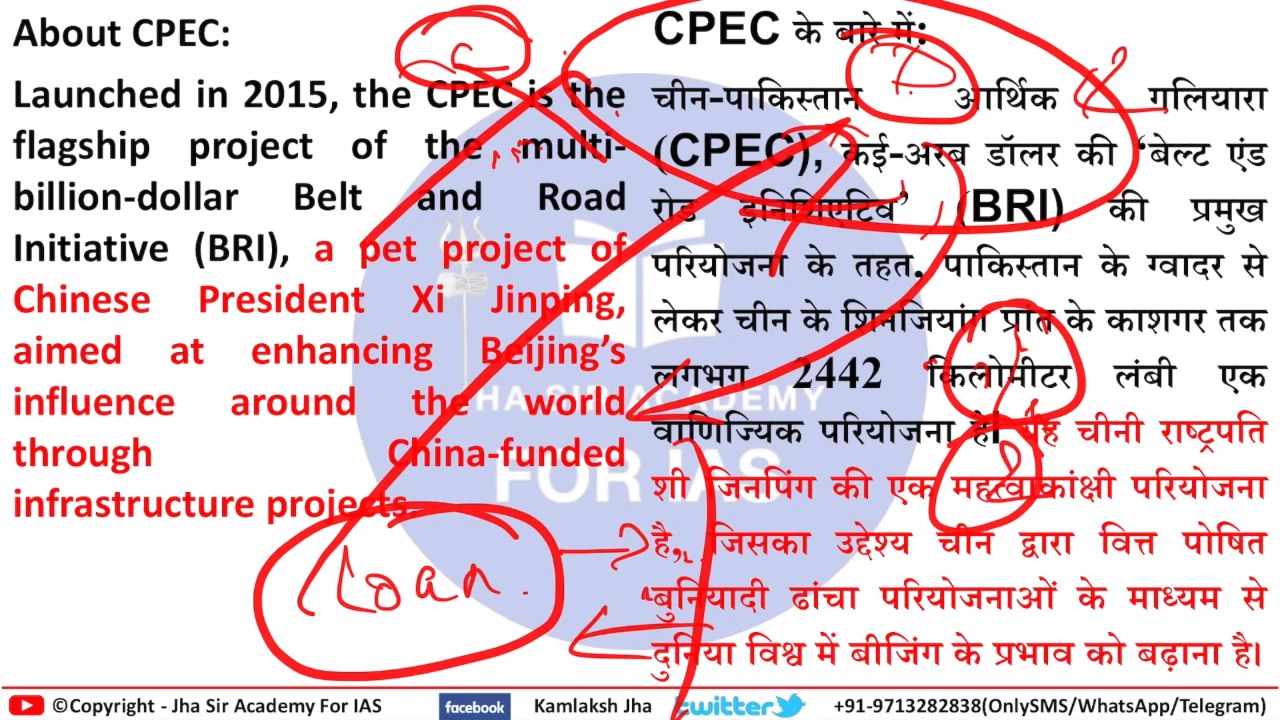 About CPEC:
Launched in 2015, the CPEC is the
flagship project of the multi-
billion-dollar Belt and Road
Initiative (BRI), a pet project of
Chinese President Xi Jinping,
aimed at enhancing Beijing's
influence around the world
through China-funded
infrastructure projects.
CPEC के बारे में:
चीन-पाकिस्तान आर्थिक गलियारा
(CPEC), कई-अरब डॉलर की 'बेल्ट एंड
रोड इनिशिएटिव' (BRI) की प्रमुख
परियोजना के तहत, पाकिस्तान के ग्वादर से
लेकर चीन के शिनजियांग प्रांत के काशगर तक
लगभग 2442 किलोमीटर लंबी एक
वाणिज्यिक परियोजना है। यह चीनी राष्ट्रपति
शी जिनपिंग की एक महत्वाकांक्षी परियोजना
है, जिसका उद्देश्य चीन द्वारा वित्त पोषित
बुनियादी ढांचा परियोजनाओं के माध्यम से
दुनिया विश्व में बीजिंग के प्रभाव को बढ़ाना है।
JHA SIR ACADEMY
FOR IAS
Loan.
©Copyright - Jha Sir Academy For IAS facebook Kamlaksh Jha twitter +91-9713282838(OnlySMS/WhatsApp/Telegram)